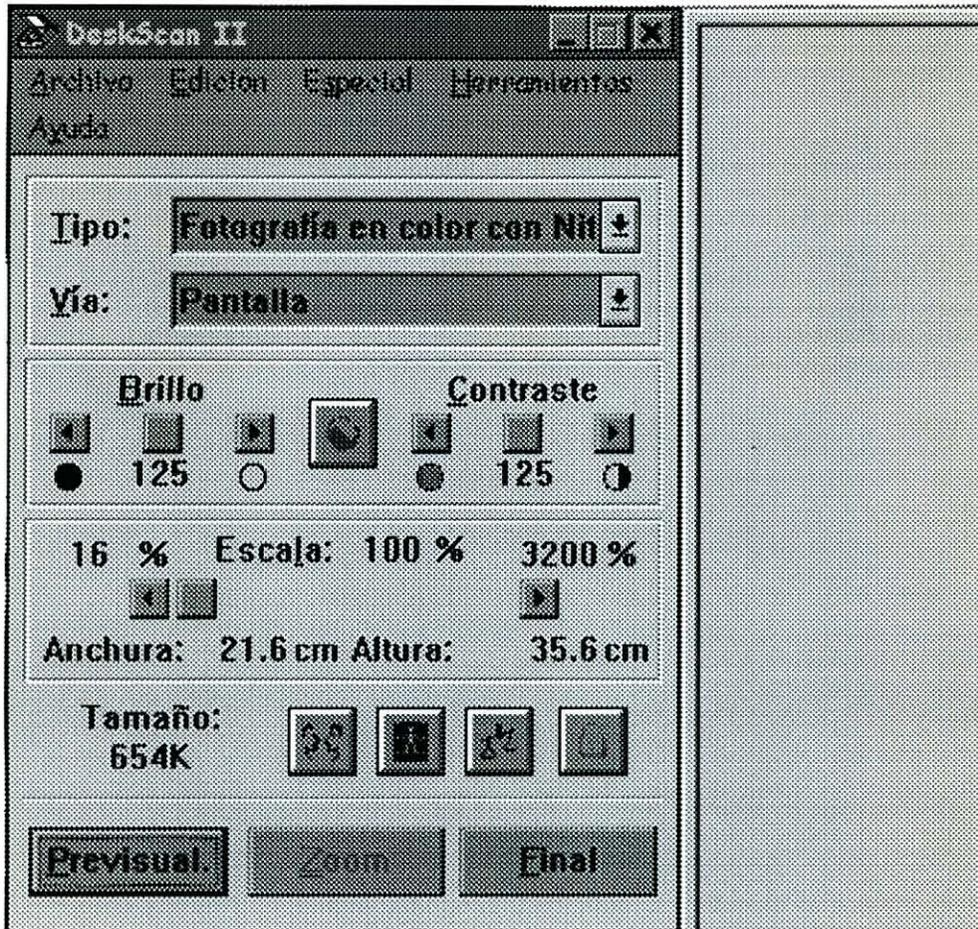 DeskScan II
Archivo Edicion Especial Herramientas
Ayuda
Tipo: Fotografía en color con Nit
Vía: Pantalla
Brillo Contraste
125 125
16 % Escala: 100 % 3200 %
Anchura: 21.6 cm Altura: 35.6 cm
Tamaño:
654K
Previsual. Zoom Final